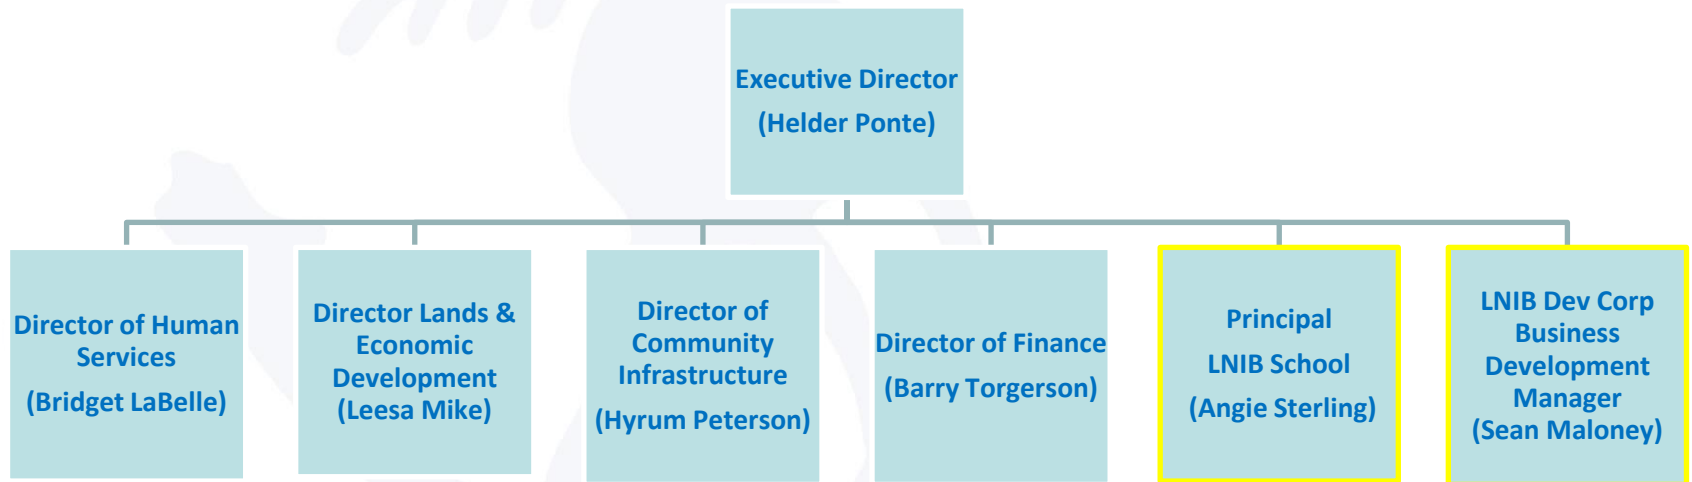 Executive Director
(Helder Ponte)
Director of Human
Services
(Bridget LaBelle)
Director Lands &
Economic
Development
(Leesa Mike)
Director of
Community
Infrastructure
(Hyrum Peterson)
Director of Finance
(Barry Torgerson)
Principal
LNIB School
(Angie Sterling)
LNIB Dev Corp
Business
Development
Manager
(Sean Maloney)